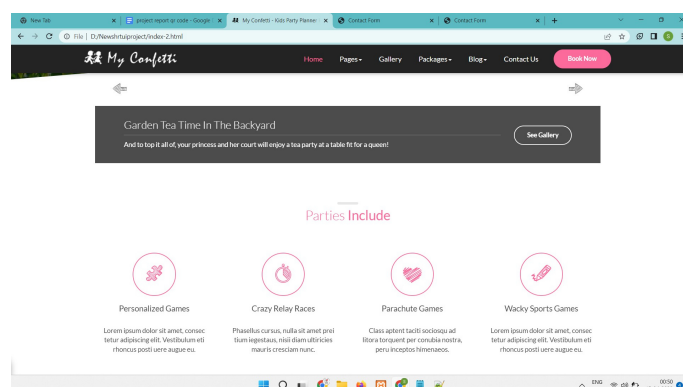 New Tab
project report qr code - Google
My Confetti - Kids Party Planner
Contact Form
Contact Form
File D:/Newshrtuiproject/index-2.html
My Confetti
Home Pages Gallery Packages Blog Contact Us Book Now
Garden Tea Time In The Backyard
And to top it all of, your princess and her court will enjoy a tea party at a table fit for a queen!
See Gallery
Parties Include
Personalized Games
Lorem ipsum dolor sit amet, consec
tetur adipiscing elit. Vestibulum eti
rhoncus posti uere augue eu.
Crazy Relay Races
Phasellus cursus, nulla sit amet prei
tium iegestaus, nisii diam ultiricies
mauris cresciam nunc.
Parachute Games
Class aptent taciti sociosqu ad
litora torquent per conubia nostra,
peru inceptos himenaeos.
Wacky Sports Games
Lorem ipsum dolor sit amet, consec
tetur adipiscing elit. Vestibulum eti
rhoncus posti uere augue eu.
ENG
00:50